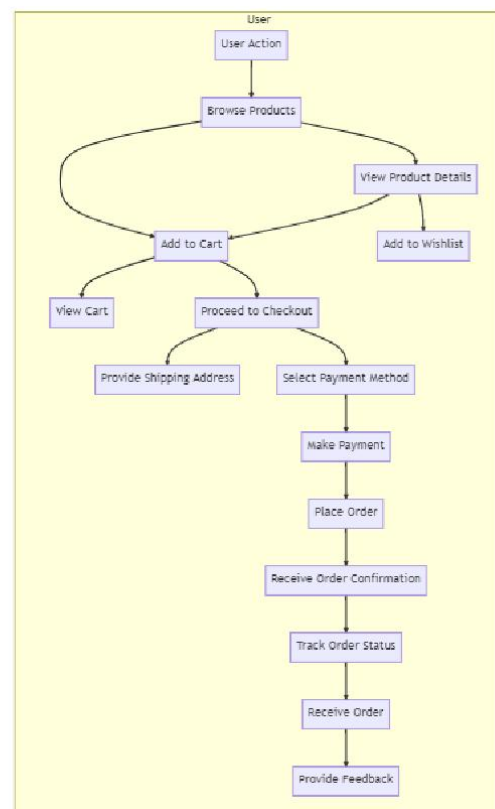 User
User Action
Browse Products
View Product Details
Add to Cart
Add to Wishlist
View Cart
Proceed to Checkout
Provide Shipping Address
Select Payment Method
Make Payment
Place Order
Receive Order Confirmation
Track Order Status
Receive Order
Provide Feedback